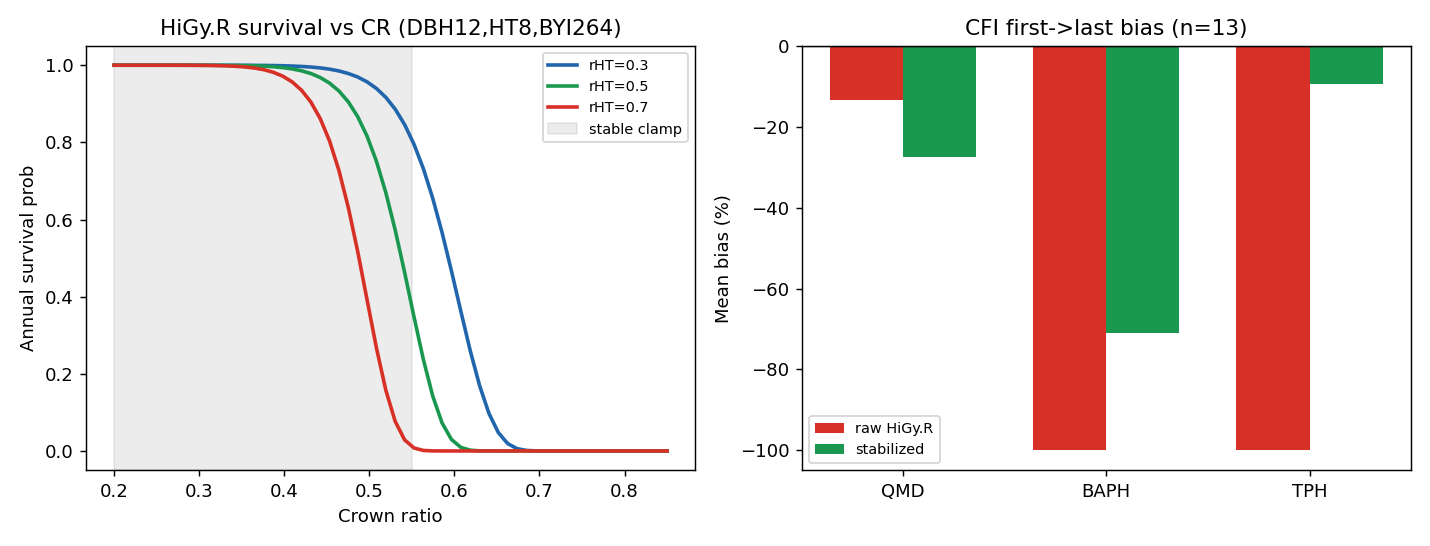 HiGy.R survival vs CR (DBH12,HT8,BYI264)
Annual survival prob
1.0
0.8
0.6
0.4
0.2
0.0
rHT=0.3
rHT=0.5
rHT=0.7
stable clamp
0.2
0.3
0.4
0.5
0.6
0.7
0.8
Crown ratio
CFI first->last bias (n=13)
Mean bias (%)
0
−20
−40
−60
−80
−100
raw HiGy.R
stabilized
QMD
BAPH
TPH